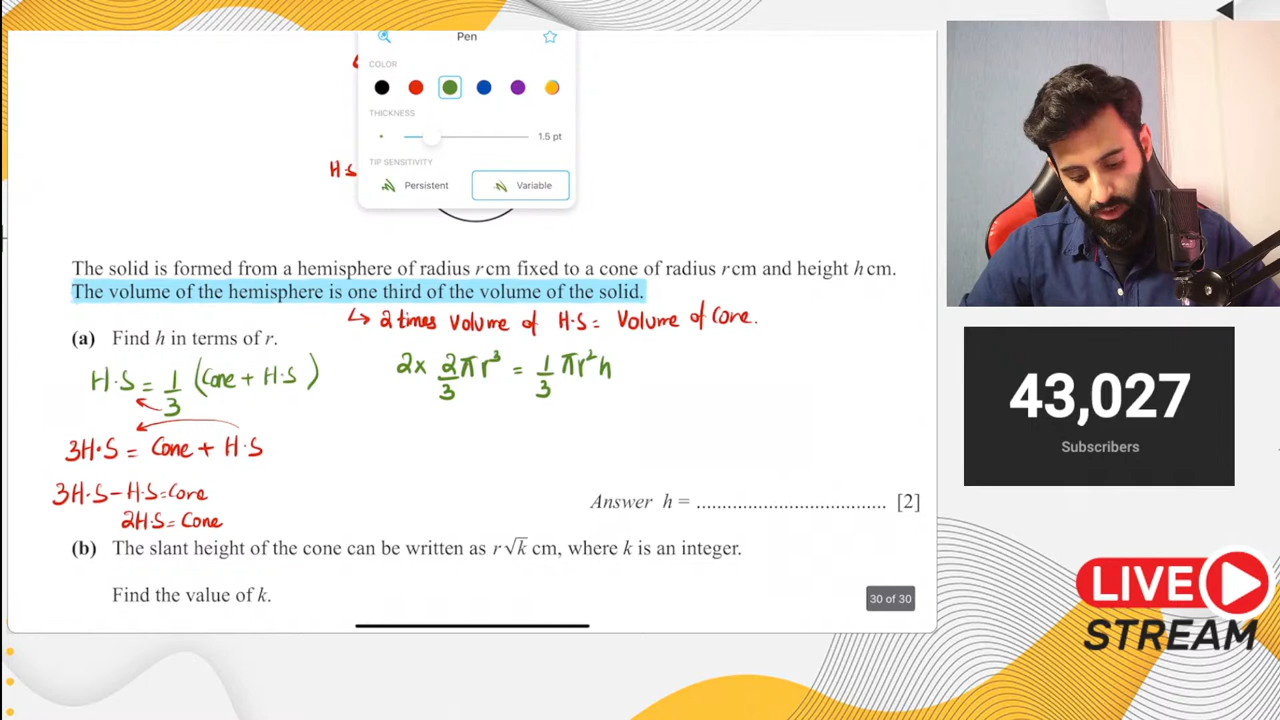 Pen
COLOR
THICKNESS
1.5 pt
TIP SENSITIVITY
Persistent
Variable
H·S
The solid is formed from a hemisphere of radius r cm fixed to a cone of radius r cm and height h cm.
The volume of the hemisphere is one third of the volume of the solid.
↳ 2 times Volume of H·S = Volume of Cone.
(a) Find h in terms of r.
H·S = 1/3 (Cone + H·S)
2 × 2/3 πr³ = 1/3 πr²h
3H·S = Cone + H·S
3H·S − H·S = Cone
2H·S = Cone
Answer h = .................................... [2]
(b) The slant height of the cone can be written as r√k cm, where k is an integer.
Find the value of k.
30 of 30
43,027
Subscribers
LIVE
STREAM